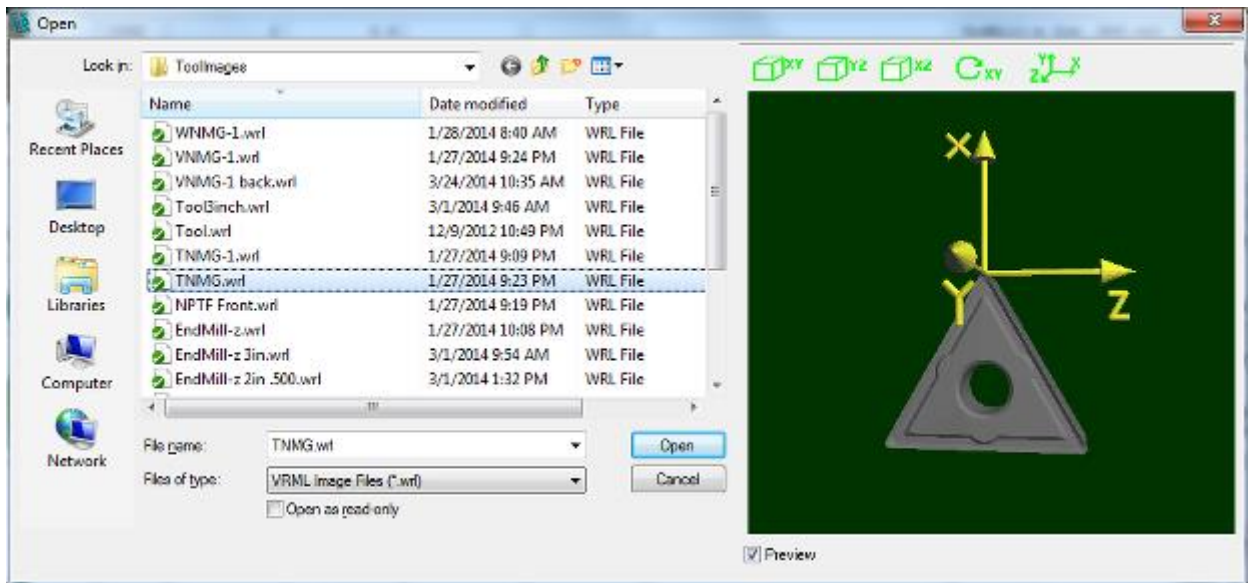 Open
Look in: ToolImages
XY YZ XZ XY Y X Z
Name Date modified Type
WNMG-1.wrl 1/28/2014 8:40 AM WRL File
VNMG-1.wrl 1/27/2014 9:24 PM WRL File
VNMG-1 back.wrl 3/24/2014 10:35 AM WRL File
Tool3inch.wrl 3/1/2014 9:46 AM WRL File
Tool.wrl 12/9/2012 10:49 PM WRL File
TNMG-1.wrl 1/27/2014 9:09 PM WRL File
TNMG.wrl 1/27/2014 9:23 PM WRL File
NPTF Front.wrl 1/27/2014 9:19 PM WRL File
EndMill-z.wrl 1/27/2014 10:08 PM WRL File
EndMill-z 3in.wrl 3/1/2014 9:54 AM WRL File
EndMill-z 2in .500.wrl 3/1/2014 1:32 PM WRL File
Recent Places
Desktop
Libraries
Computer
Network
File name: TNMG.wrl Open
Files of type: VRML Image Files (*.wrl) Cancel
Open as read-only
X
Y
Z
Preview